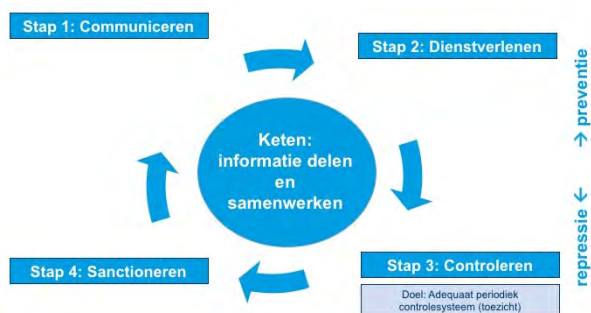 Stap 1: Communiceren
Stap 2: Dienstverlenen
Keten:
informatie delen
en
samenwerken
Stap 4: Sanctioneren
Stap 3: Controleren
Doel: Adequaat periodiek
controlesysteem (toezicht)
→ preventie
repressie ←